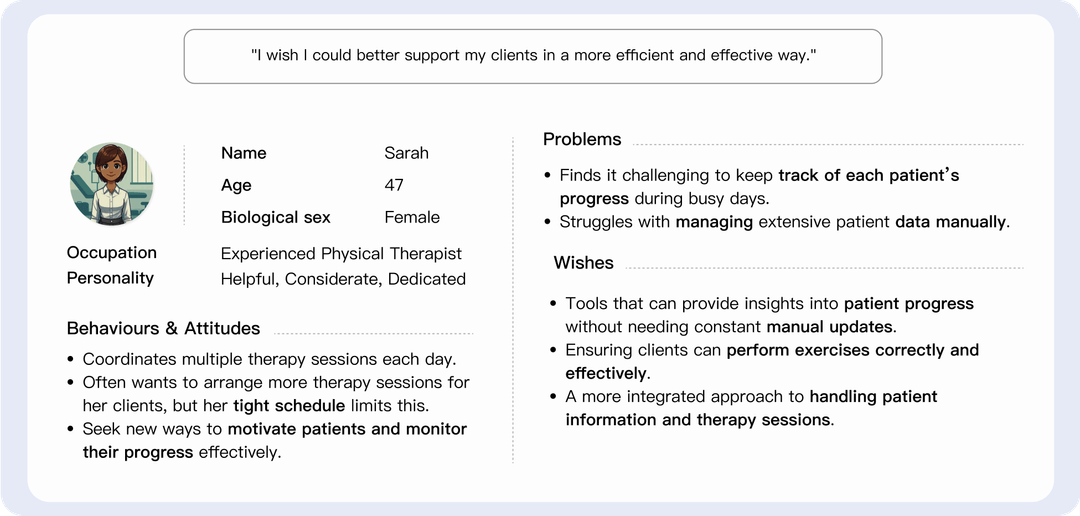 "I wish I could better support my clients in a more efficient and effective way."
Name Sarah
Age 47
Biological sex Female
Occupation Experienced Physical Therapist
Personality Helpful, Considerate, Dedicated
Behaviours & Attitudes
• Coordinates multiple therapy sessions each day.
• Often wants to arrange more therapy sessions for
her clients, but her tight schedule limits this.
• Seek new ways to motivate patients and monitor
their progress effectively.
Problems
• Finds it challenging to keep track of each patient's
progress during busy days.
• Struggles with managing extensive patient data manually.
Wishes
• Tools that can provide insights into patient progress
without needing constant manual updates.
• Ensuring clients can perform exercises correctly and
effectively.
• A more integrated approach to handling patient
information and therapy sessions.